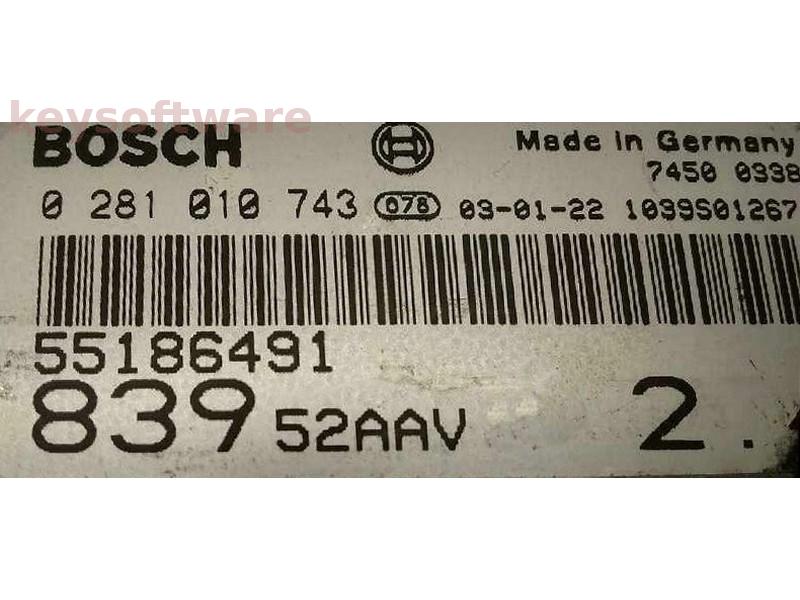 keysoftware
BOSCH Made in Germany
7450 0338
0 281 010 743 078 03-01-22 1039S01267
55186491
839 52AAV 2.